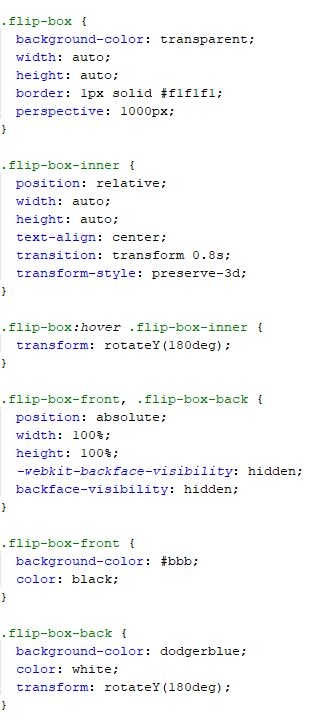 .flip-box {
  background-color: transparent;
  width: auto;
  height: auto;
  border: 1px solid #f1f1f1;
  perspective: 1000px;
}

.flip-box-inner {
  position: relative;
  width: auto;
  height: auto;
  text-align: center;
  transition: transform 0.8s;
  transform-style: preserve-3d;
}

.flip-box:hover .flip-box-inner {
  transform: rotateY(180deg);
}

.flip-box-front, .flip-box-back {
  position: absolute;
  width: 100%;
  height: 100%;
  -webkit-backface-visibility: hidden;
  backface-visibility: hidden;
}

.flip-box-front {
  background-color: #bbb;
  color: black;
}

.flip-box-back {
  background-color: dodgerblue;
  color: white;
  transform: rotateY(180deg);
}